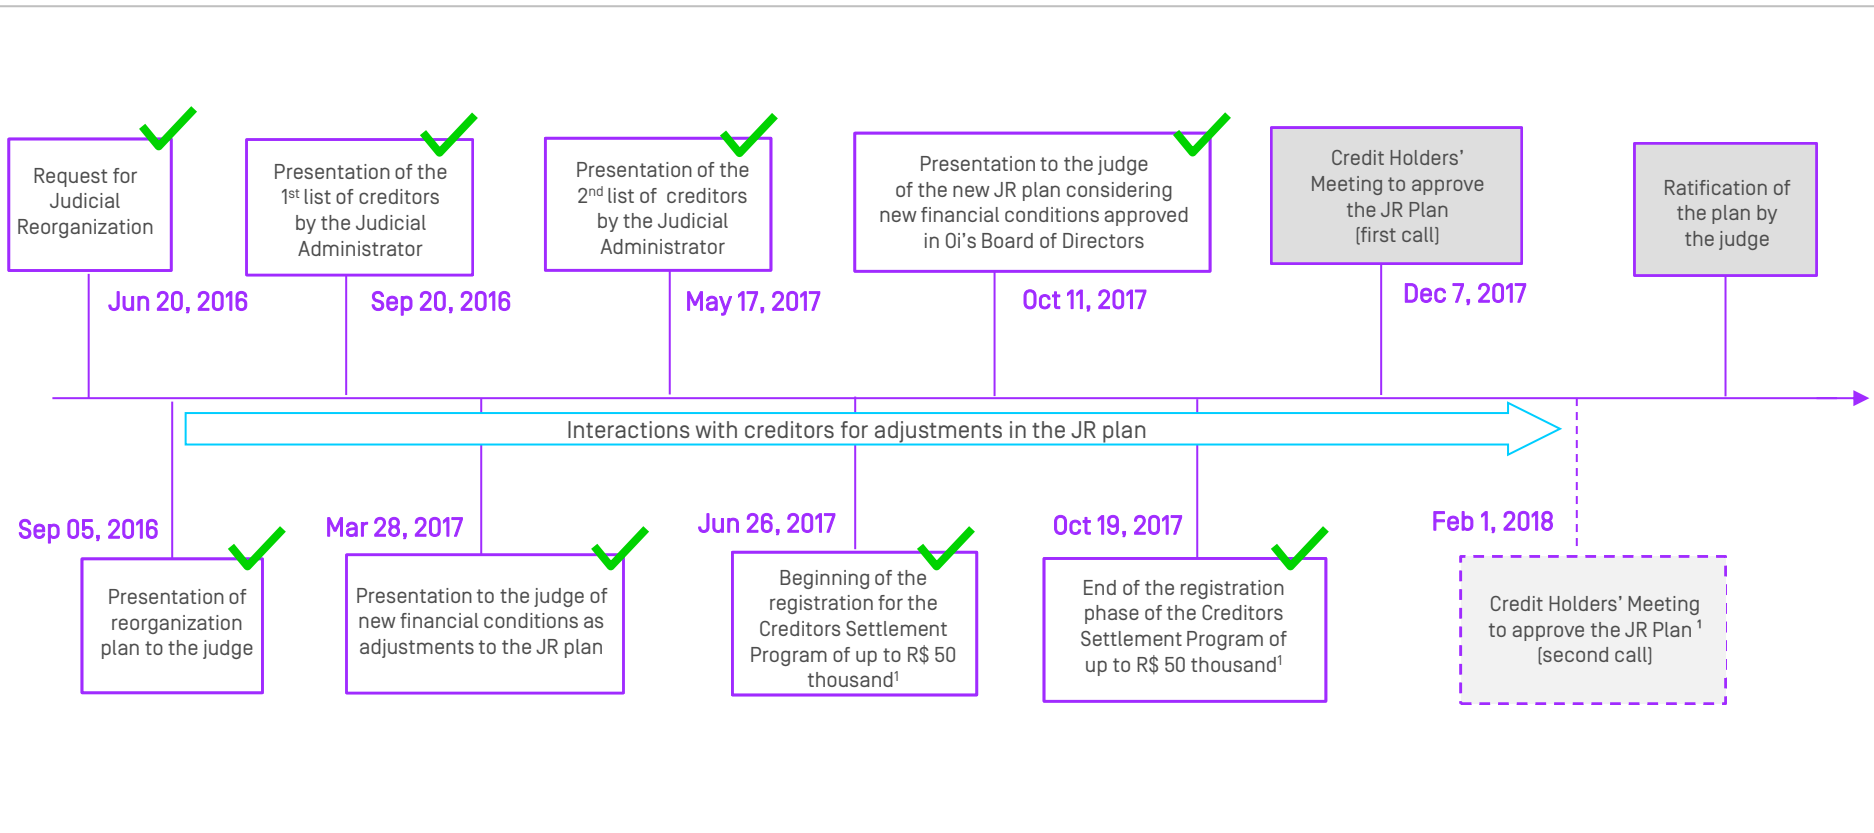 Request for
Judicial
Reorganization
Jun 20, 2016
Presentation of the
1st list of creditors
by the Judicial
Administrator
Sep 20, 2016
Presentation of the
2nd list of creditors
by the Judicial
Administrator
May 17, 2017
Presentation to the judge
of the new JR plan considering
new financial conditions approved
in Oi's Board of Directors
Oct 11, 2017
Credit Holders'
Meeting to approve
the JR Plan
(first call)
Dec 7, 2017
Ratification of
the plan by
the judge
Interactions with creditors for adjustments in the JR plan
Sep 05, 2016
Presentation of
reorganization
plan to the judge
Mar 28, 2017
Presentation to the judge of
new financial conditions as
adjustments to the JR plan
Jun 26, 2017
Beginning of the
registration for the
Creditors Settlement
Program of up to R$ 50
thousand¹
Oct 19, 2017
End of the registration
phase of the Creditors
Settlement Program of
up to R$ 50 thousand¹
Feb 1, 2018
Credit Holders' Meeting
to approve the JR Plan ¹
(second call)